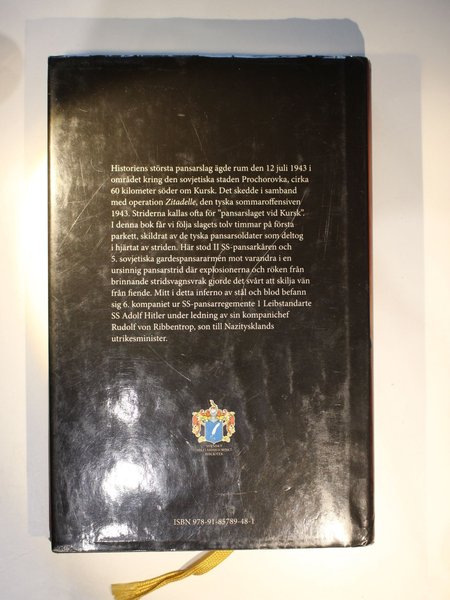 Historiens största pansarslag ägde rum den 12 juli 1943 i
området kring den sovjetiska staden Prochorovka, cirka
60 kilometer söder om Kursk. Det skedde i samband
med operation Zitadelle, den tyska sommaroffensiven
1943. Striderna kallas ofta för "pansarslaget vid Kursk".
I denna bok får vi följa slagets tolv timmar på första
parkett, skildrat av de tyska pansarsoldater som deltog
i hjärtat av striden. Här stod II SS-pansarkåren och
5. sovjetiska gardespansararmén mot varandra i en
ursinnig pansarstrid där explosionerna och röken från
brinnande stridsvagnsvrak gjorde det svårt att skilja vän
från fiende. Mitt i detta inferno av stål och blod befann
sig 6. kompaniet ur SS-pansarregemente 1 Leibstandarte
SS Adolf Hitler under ledning av sin kompanichef
Rudolf von Ribbentrop, son till Nazitysklands
utrikesminister.
SVENSKT
MILITÄRHISTORISKT
BIBLIOTEK
ISBN 978-91-85789-48-1